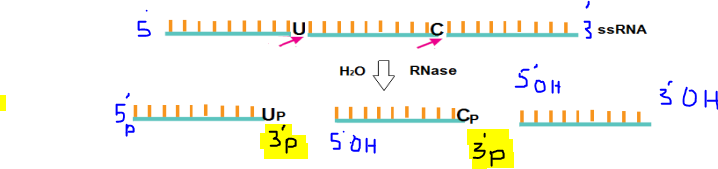 5' U C 3' ssRNA
H2O RNase
5'OH 3'OH
5'P UP 3'P 5'OH CP 3'P